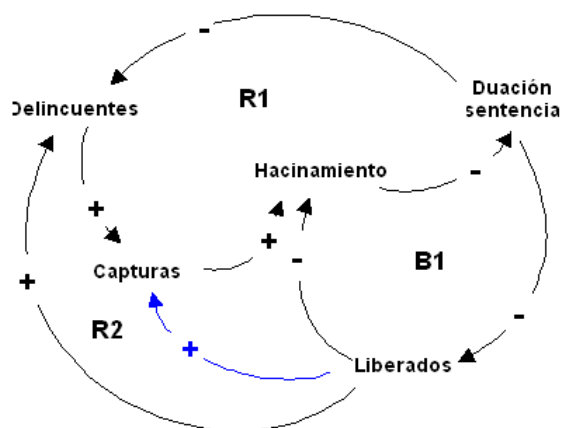 -
Delincuentes
R1
Duación
sentencia
Hacinamiento
-
+
+
-
Capturas
B1
+
R2
-
+
Liberados